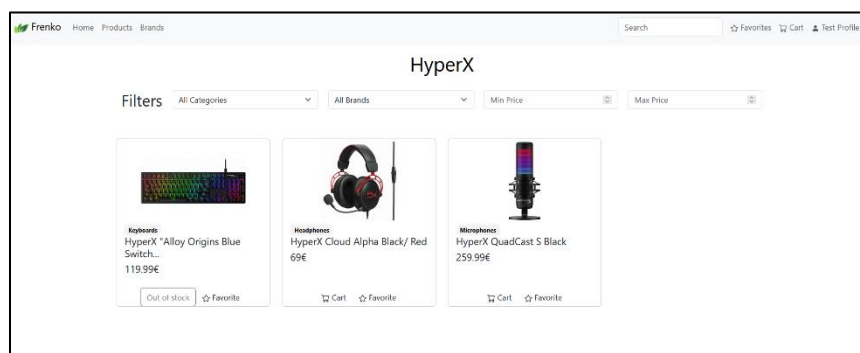 Frenko Home Products Brands Search Favorites Cart Test Profile
HyperX
Filters All Categories All Brands Min Price Max Price
Keyboards
HyperX "Alloy Origins Blue
Switch...
119.99€
Out of stock Favorite
Headphones
HyperX Cloud Alpha Black/ Red
69€
Cart Favorite
Microphones
HyperX QuadCast S Black
259.99€
Cart Favorite